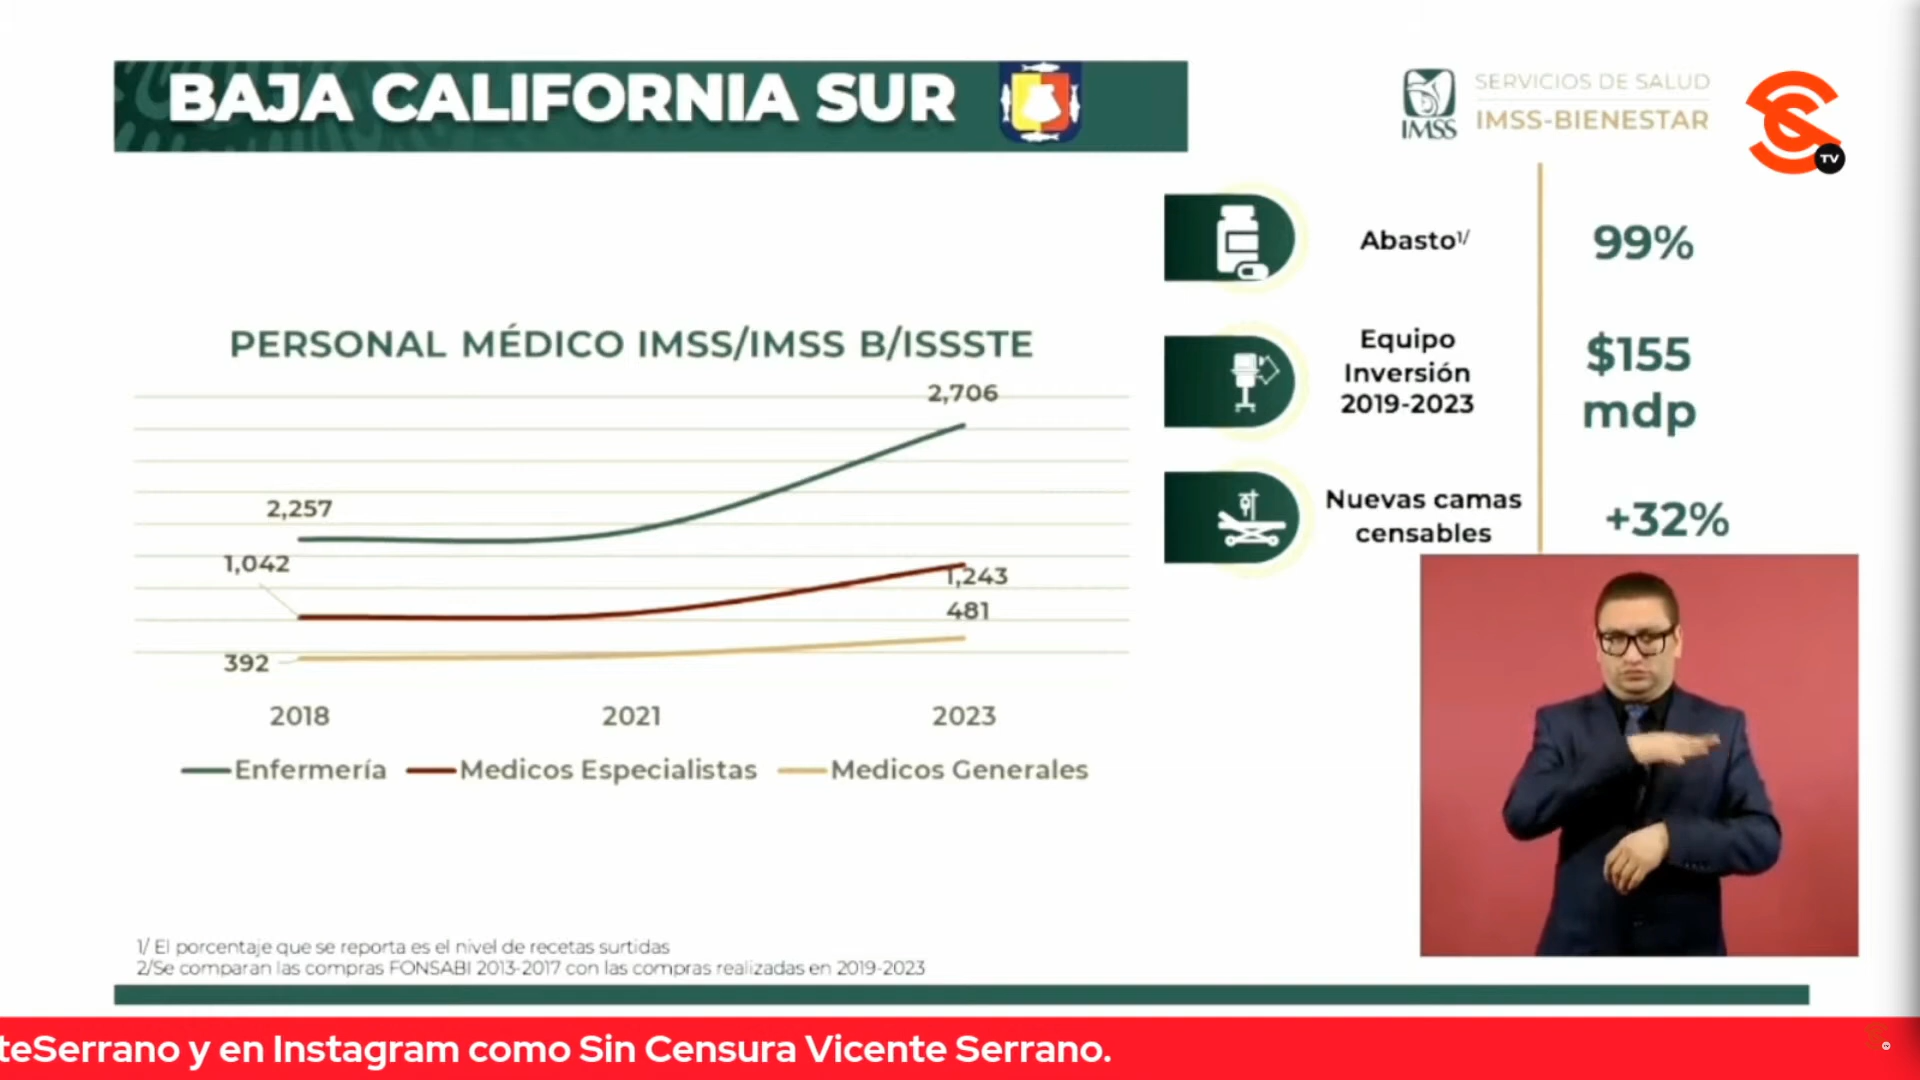 BAJA CALIFORNIA SUR
IMSS
SERVICIOS DE SALUD
IMSS-BIENESTAR
TV
Abasto1/
99%
Equipo
Inversión
2019-2023
$155
mdp
Nuevas camas
censables
+32%
PERSONAL MÉDICO IMSS/IMSS B/ISSSTE
2,706
2,257
1,042
1,243
481
392
2018 2021 2023
Enfermería Medicos Especialistas Medicos Generales
1/ El porcentaje que se reporta es el nivel de recetas surtidas
2/Se comparan las compras FONSABI 2013-2017 con las compras realizadas en 2019-2023
teSerrano y en Instagram como Sin Censura Vicente Serrano.